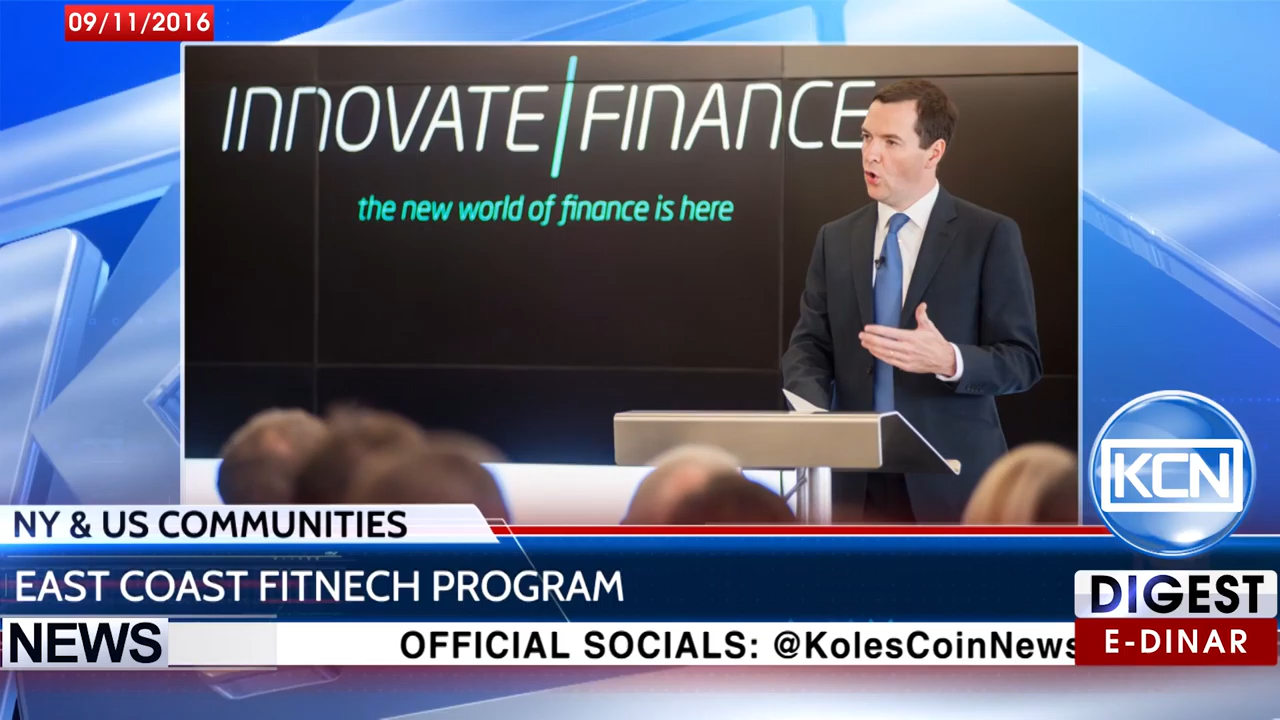 09/11/2016
INNOVATE/FINANCE
the new world of finance is here
KCN
NY & US COMMUNITIES
EAST COAST FITNECH PROGRAM
DIGEST
NEWS
OFFICIAL SOCIALS: @KolesCoinNews
E-DINAR